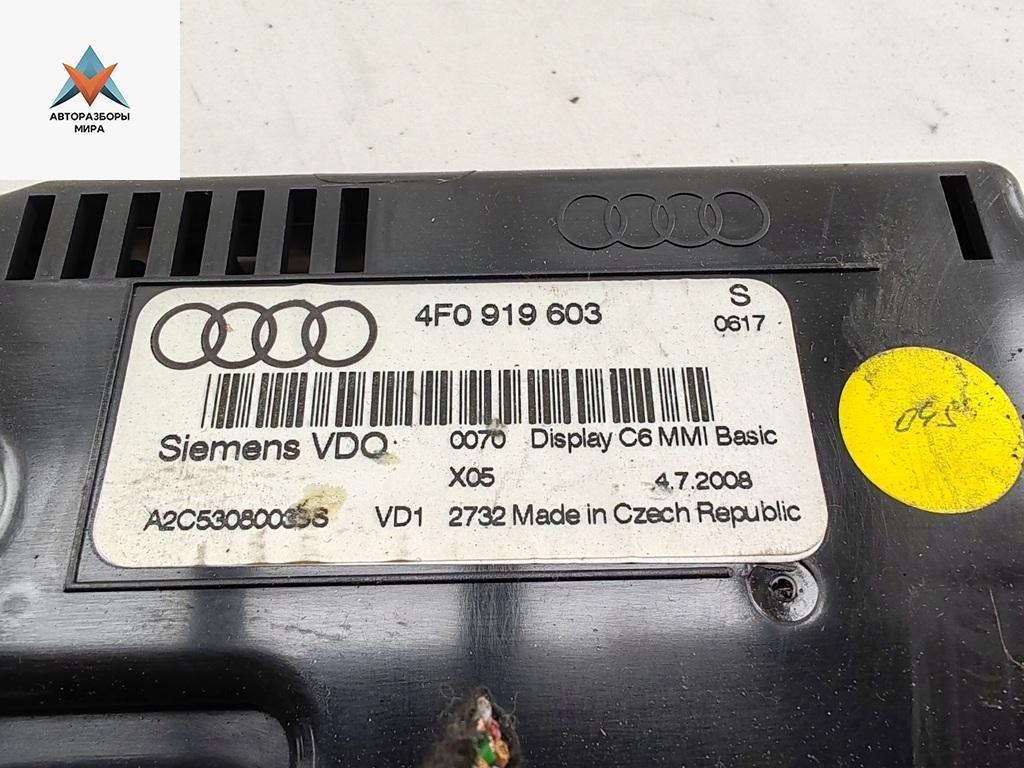 АВТОРАЗБОРЫ
МИРА
4F0 919 603
S
0617
Siemens VDO
0070 Display C6 MMI Basic
X05 4.7.2008
VD1 2732 Made in Czech Republic